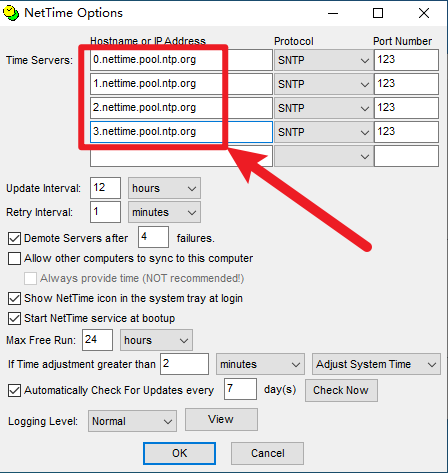 NetTime Options
Hostname or IP Address Protocol Port Number
Time Servers: 0.nettime.pool.ntp.org SNTP 123
1.nettime.pool.ntp.org SNTP 123
2.nettime.pool.ntp.org SNTP 123
3.nettime.pool.ntp.org SNTP 123
Update Interval: 12 hours
Retry Interval: 1 minutes
Demote Servers after 4 failures.
Allow other computers to sync to this computer
Always provide time (NOT recommended!)
Show NetTime icon in the system tray at login
Start NetTime service at bootup
Max Free Run: 24 hours
If Time adjustment greater than 2 minutes Adjust System Time
Automatically Check For Updates every 7 day(s) Check Now
Logging Level: Normal View
OK Cancel